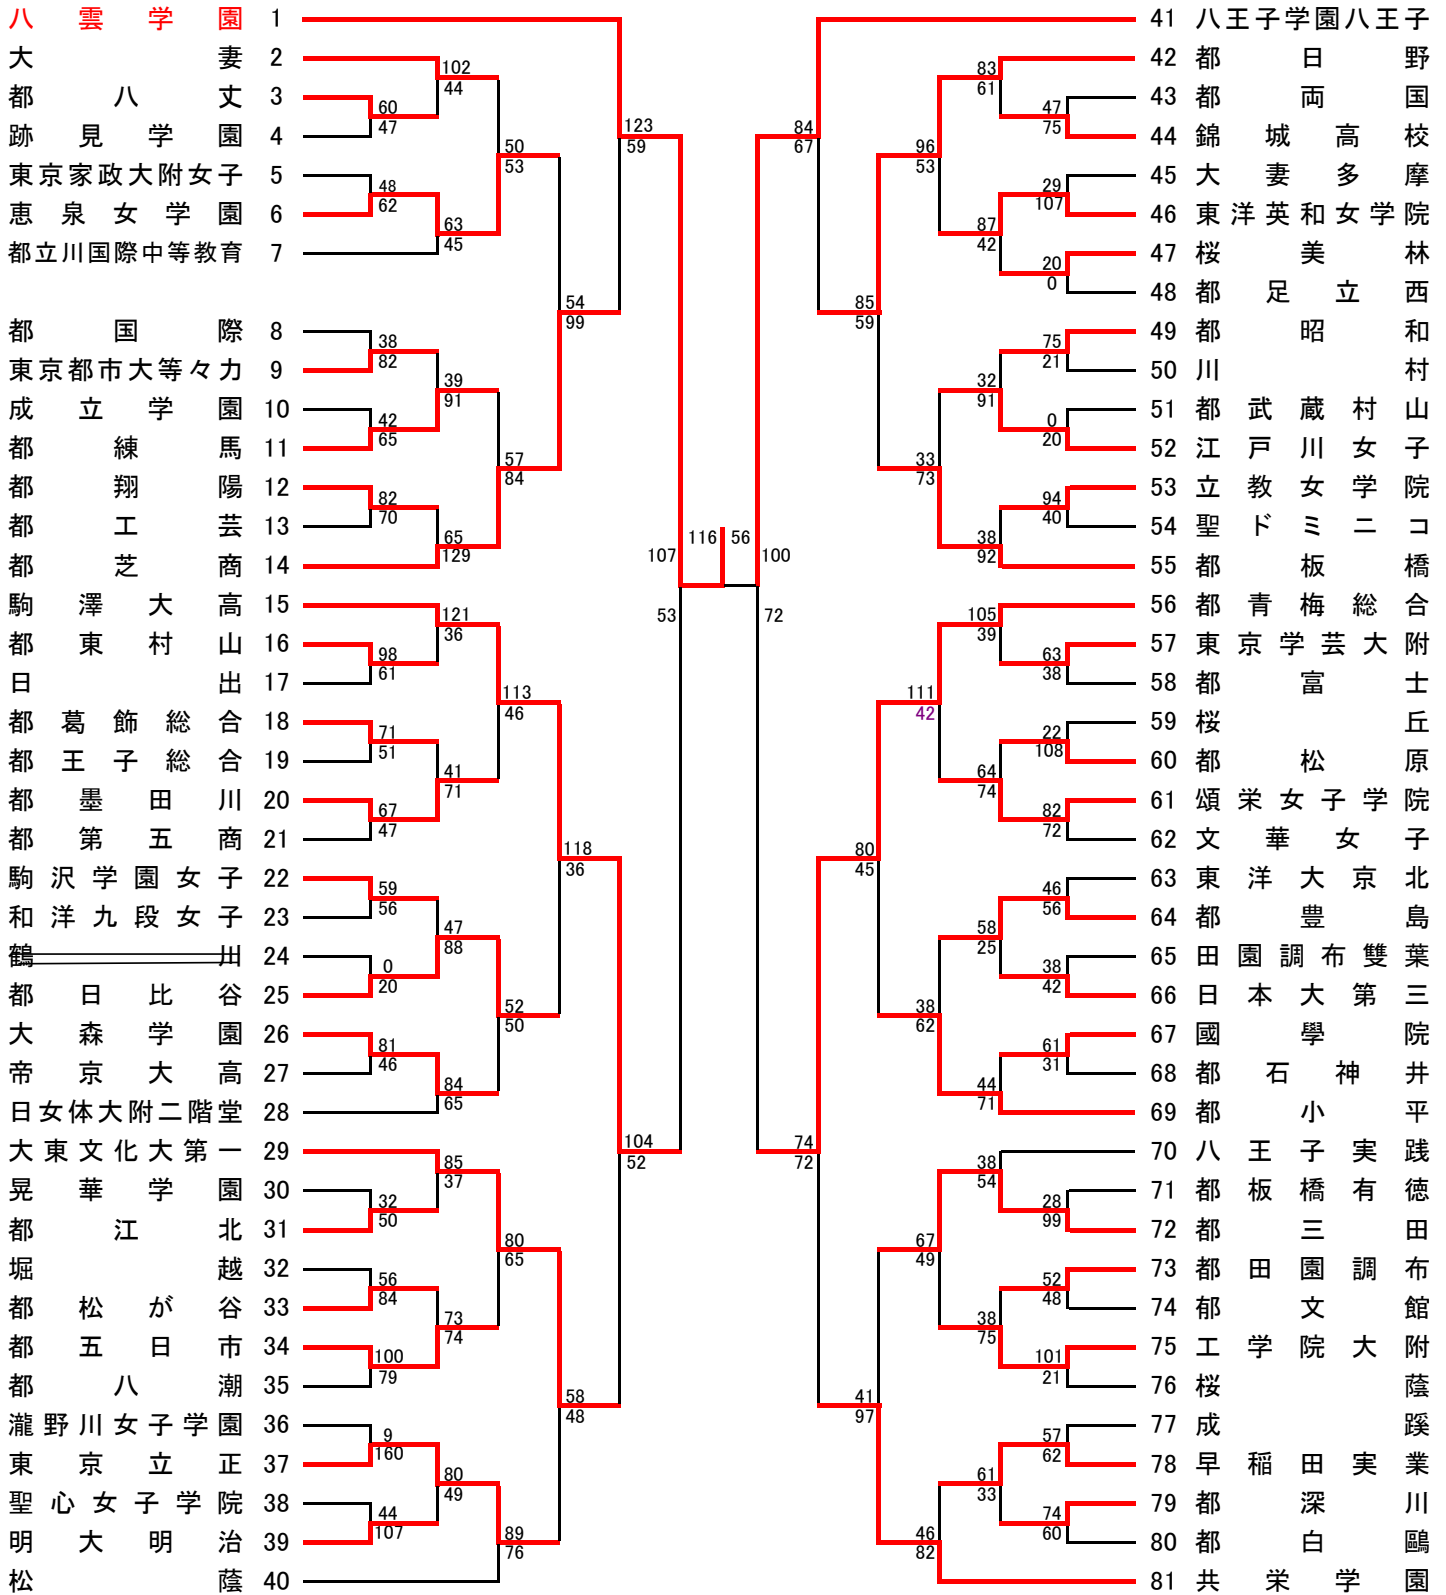 八雲学園 1
大妻 2
都八丈 3
跡見学園 4
東京家政大附女子 5
恵泉女学園 6
都立川国際中等教育 7
都国際 8
東京都市大等々力 9
成立学園 10
都練馬 11
都翔陽 12
都工芸 13
都芝商 14
駒澤大高 15
都東村山 16
日出 17
都葛飾総合 18
都王子総合 19
都墨田川 20
都第五商 21
駒沢学園女子 22
和洋九段女子 23
鶴川 24
都日比谷 25
大森学園 26
帝京大高 27
日女体大附二階堂 28
大東文化大第一 29
晃華学園 30
都江北 31
堀越 32
都松が谷 33
都五日市 34
都八潮 35
瀧野川女子学園 36
東京立正 37
聖心女子学院 38
明大明治 39
松蔭 40
60
47
48
62
38
82
42
65
82
70
98
61
71
51
67
47
59
56
0
20
81
46
32
50
56
84
100
79
9
160
44
107
102
44
63
45
39
91
65
129
121
36
41
71
47
88
84
65
85
37
73
74
80
49
50
53
57
84
113
46
52
50
80
65
89
76
54
99
118
36
58
48
123
59
104
52
107
53
116
56
100
72
84
67
74
72
85
59
80
45
41
97
96
53
33
73
111
42
38
62
67
49
46
82
83
61
87
42
32
91
38
92
105
39
64
74
58
25
44
71
38
54
38
75
61
33
47
75
29
107
20
0
75
21
0
20
94
40
63
38
22
108
82
72
46
56
38
42
61
31
28
99
52
48
101
21
57
62
74
60
41 八王子学園八王子
42 都日野
43 都両国
44 錦城高校
45 大妻多摩
46 東洋英和女学院
47 桜美林
48 都足立西
49 都昭和
50 川村
51 都武蔵村山
52 江戸川女子
53 立教女学院
54 聖ドミニコ
55 都板橋
56 都青梅総合
57 東京学芸大附
58 都富士
59 桜丘
60 都松原
61 頌栄女子学院
62 文華女子
63 東洋大京北
64 都豊島
65 田園調布雙葉
66 日本大第三
67 國學院
68 都石神井
69 都小平
70 八王子実践
71 都板橋有徳
72 都三田
73 都田園調布
74 郁文館
75 工学院大附
76 桜蔭
77 成蹊
78 早稲田実業
79 都深川
80 都白鷗
81 共栄学園